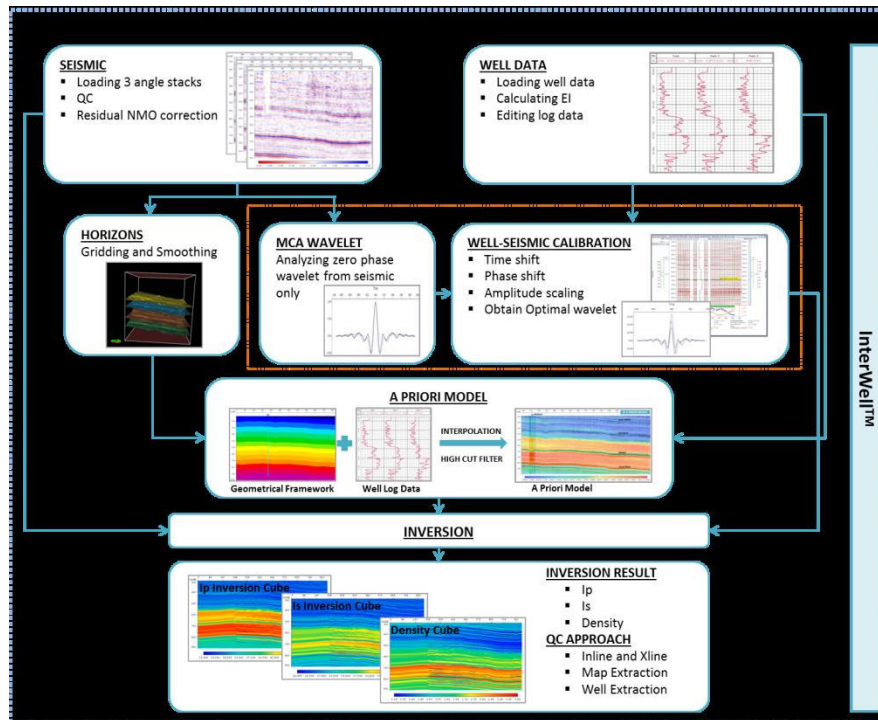 SEISMIC
Loading 3 angle stacks
QC
Residual NMO correction
WELL DATA
Loading well data
Calculating EI
Editing log data
HORIZONS
Gridding and Smoothing
MCA WAVELET
Analyzing zero phase
wavelet from seismic
only
WELL-SEISMIC CALIBRATION
Time shift
Phase shift
Amplitude scaling
Obtain Optimal wavelet
A PRIORI MODEL
INTERPOLATION
HIGH CUT FILTER
Geometrical Framework
Well Log Data
A Priori Model
INVERSION
Ip Inversion Cube
Is Inversion Cube
Density Cube
INVERSION RESULT
Ip
Is
Density
QC APPROACH
Inline and Xline
Map Extraction
Well Extraction
InterWell™